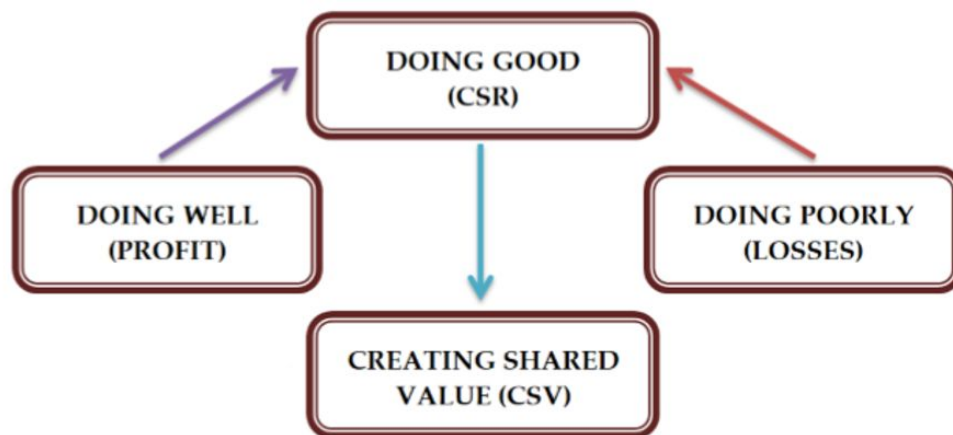 DOING GOOD
(CSR)
DOING WELL
(PROFIT)
DOING POORLY
(LOSSES)
CREATING SHARED
VALUE (CSV)